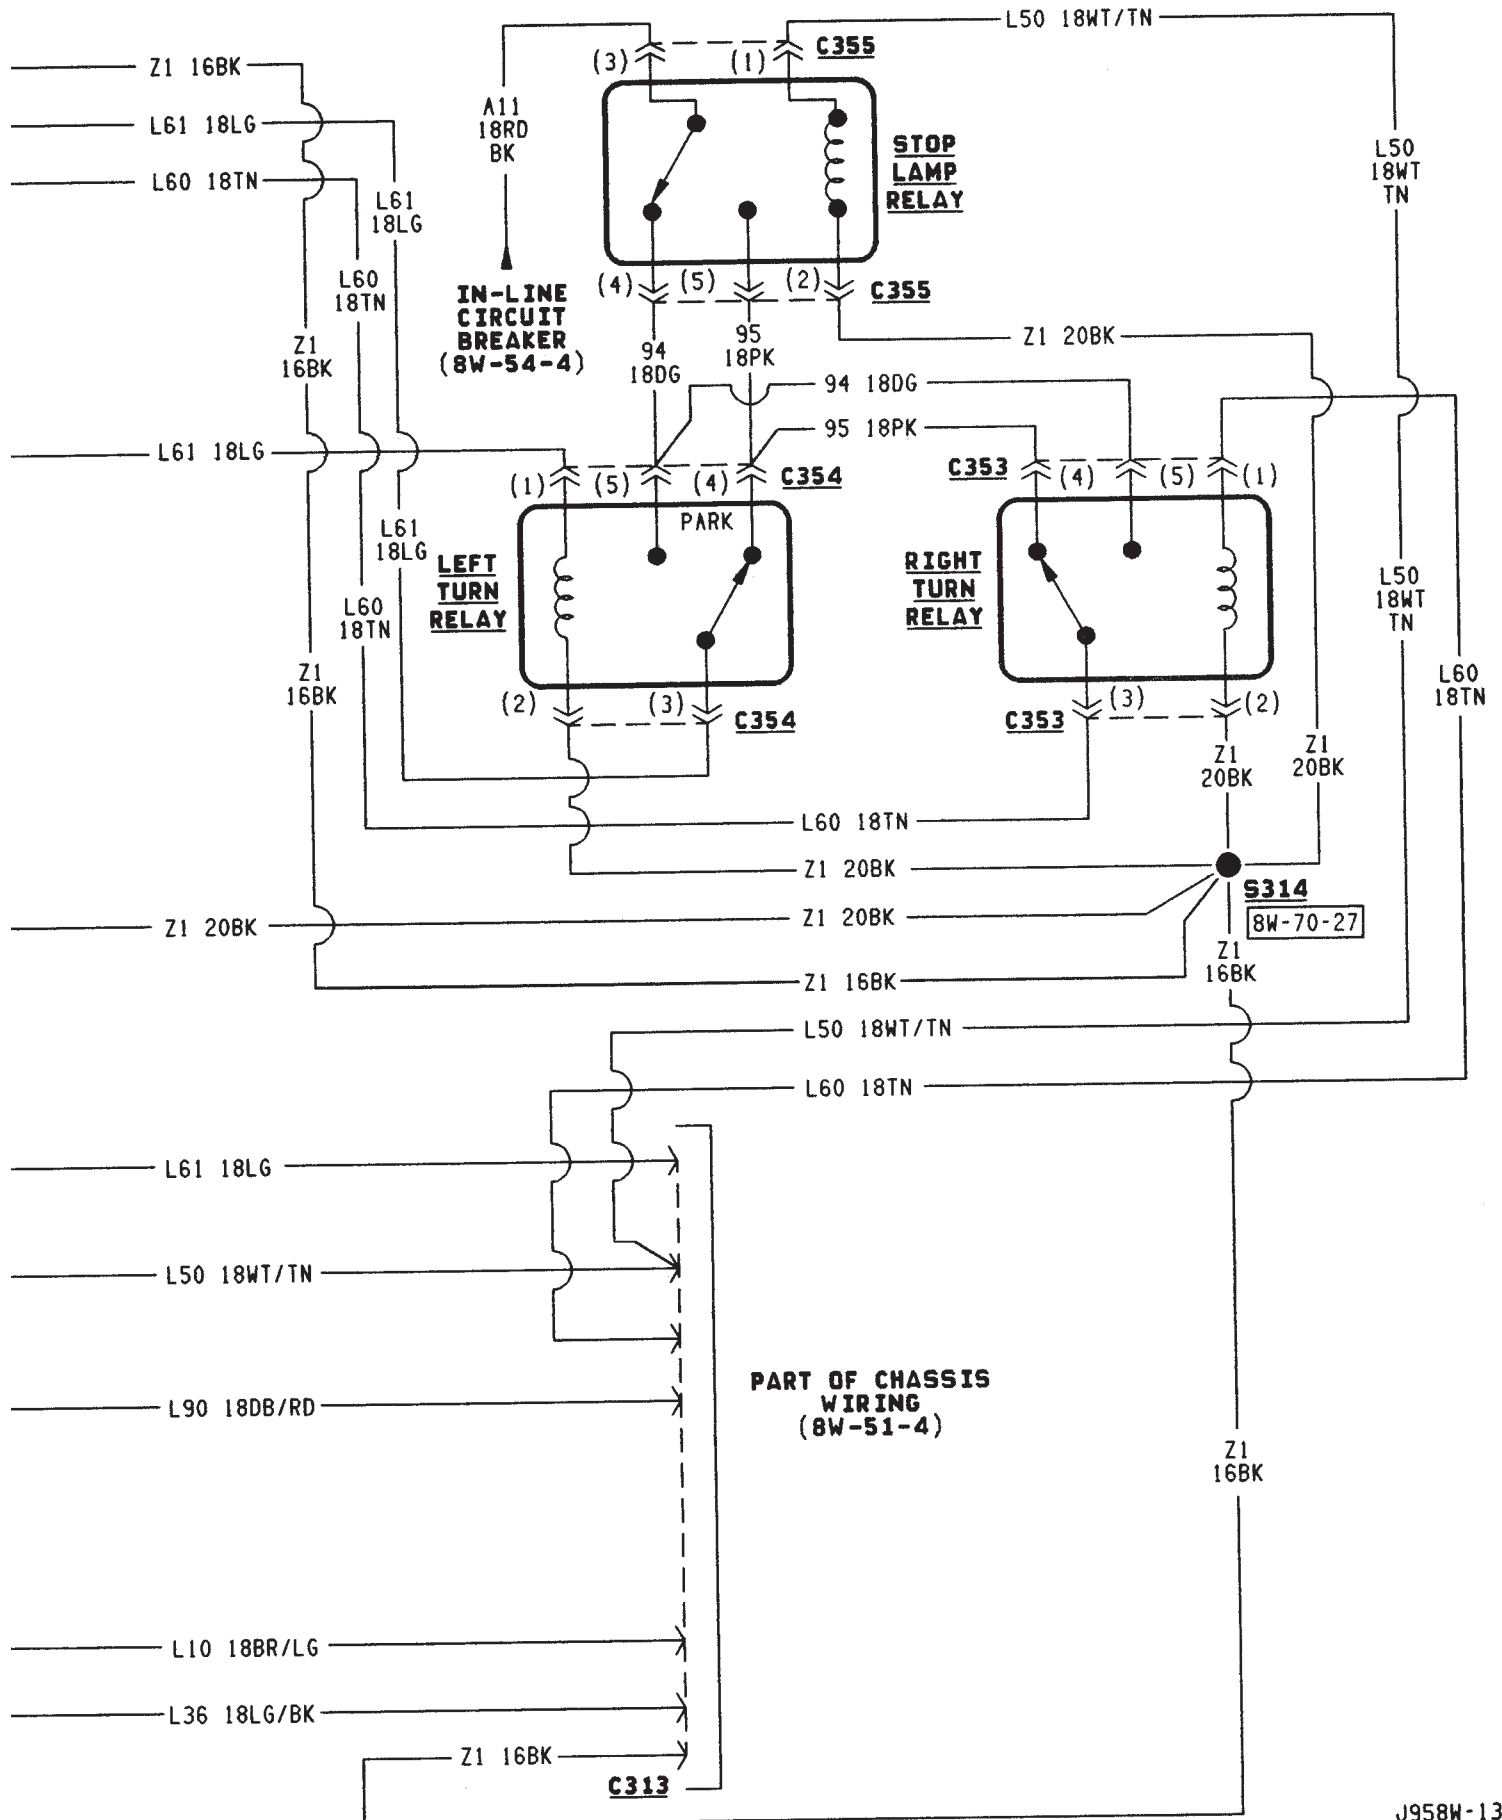 L50 18WT/TN
(3)
(1)
C355
Z1 16BK
A11
18RD
BK
L61 18LG
STOP
LAMP
RELAY
L50
18WT
TN
L60 18TN
L61
18LG
L60
18TN
(4)
(5)
(2)
C355
IN-LINE
CIRCUIT
BREAKER
(8W-54-4)
Z1
16BK
94
18DG
95
18PK
Z1 20BK
94 18DG
95 18PK
L61 18LG
(1)
(5)
(4)
C354
C353
(4)
(5)
(1)
PARK
L61
18LG
LEFT
TURN
RELAY
RIGHT
TURN
RELAY
L50
18WT
TN
L60
18TN
Z1
16BK
L60
18TN
(2)
(3)
C354
C353
(3)
(2)
Z1
20BK
Z1
20BK
L60 18TN
Z1 20BK
S314
8W-70-27
Z1 20BK
Z1 20BK
Z1
16BK
Z1 16BK
L50 18WT/TN
L60 18TN
L61 18LG
L50 18WT/TN
PART OF CHASSIS
WIRING
(8W-51-4)
L90 18DB/RD
Z1
16BK
L10 18BR/LG
L36 18LG/BK
Z1 16BK
C313
J958W-13